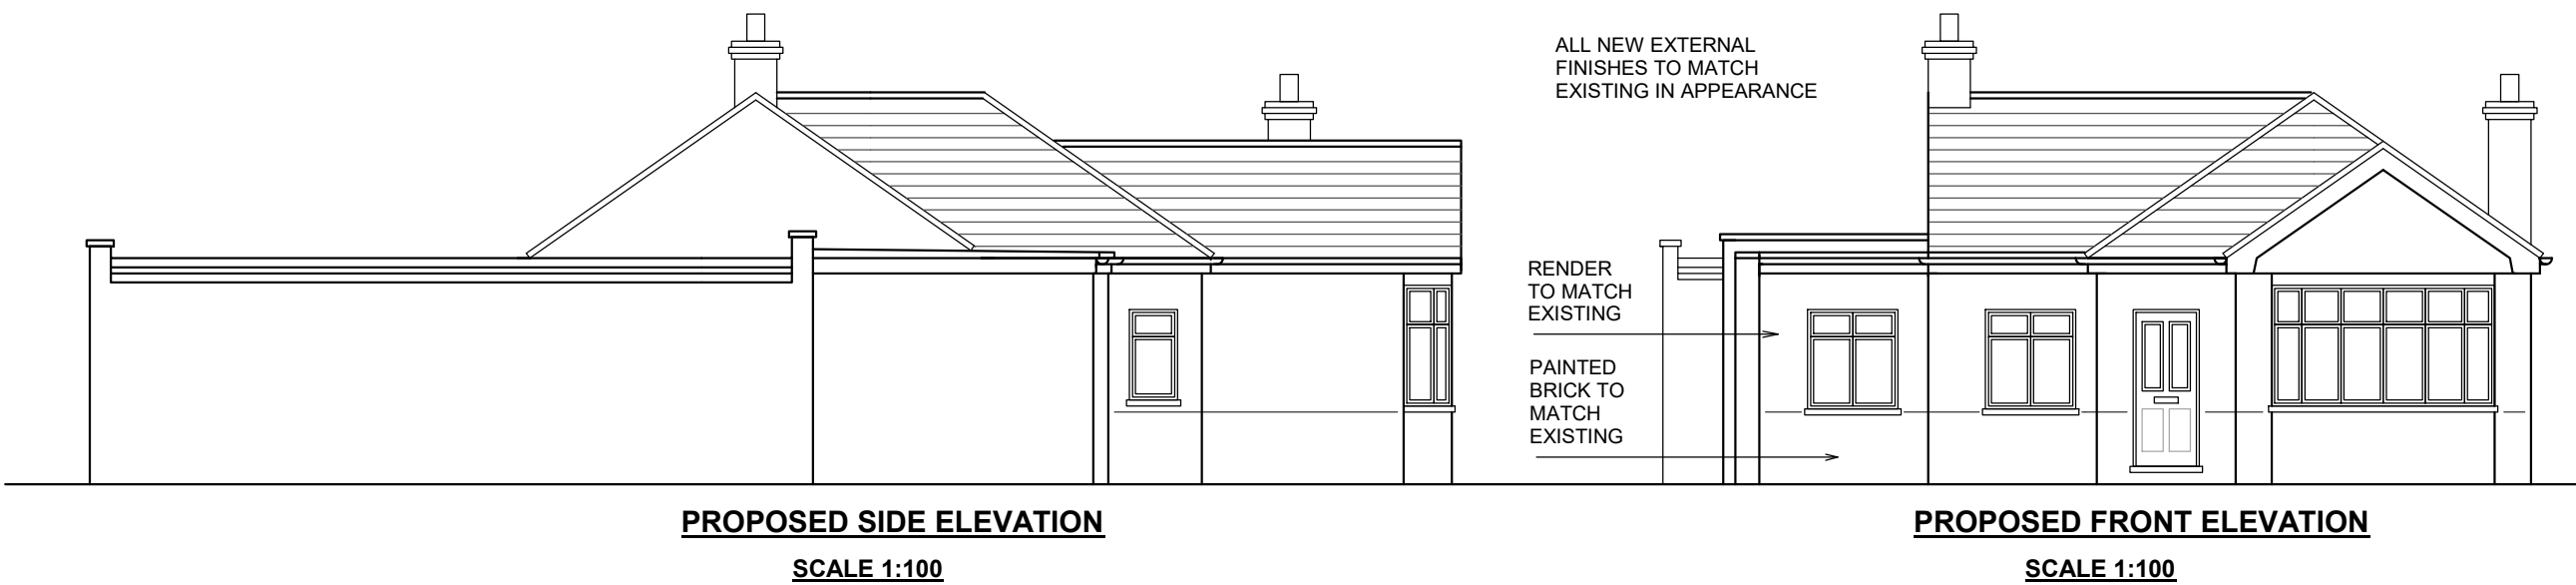 ALL NEW EXTERNAL
FINISHES TO MATCH
EXISTING IN APPEARANCE
RENDER
TO MATCH
EXISTING
PAINTED
BRICK TO
MATCH
EXISTING
PROPOSED SIDE ELEVATION
SCALE 1:100
PROPOSED FRONT ELEVATION
SCALE 1:100